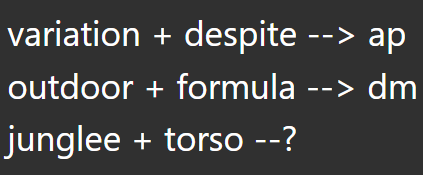 variation + despite --> ap
outdoor + formula --> dm
junglee + torso --?